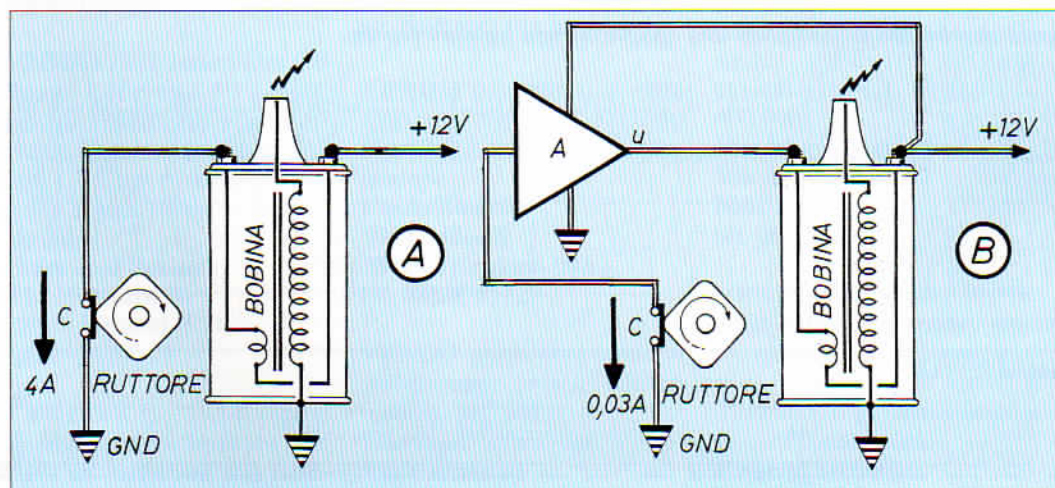 +12V
BOBINA
A
C
4A
RUTTORE
GND
A
u
+12V
BOBINA
B
C
0,03A
RUTTORE
GND